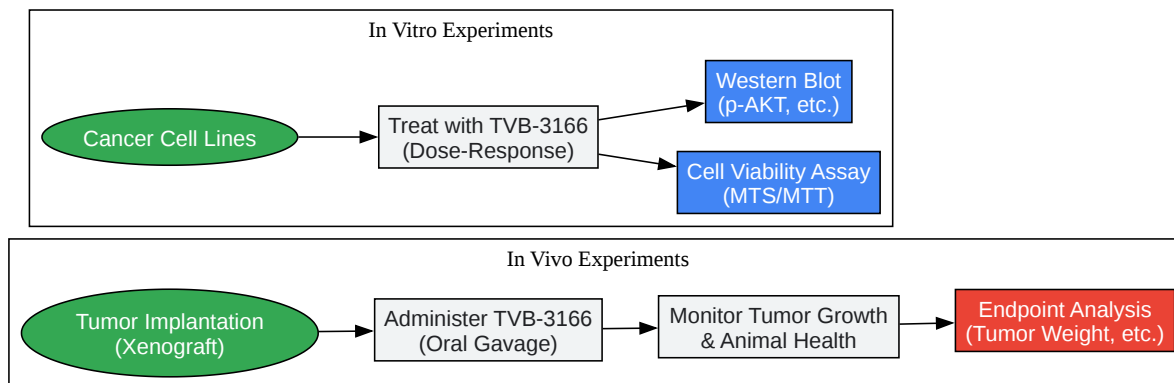 In Vitro Experiments
Cancer Cell Lines
Treat with TVB-3166
(Dose-Response)
Western Blot
(p-AKT, etc.)
Cell Viability Assay
(MTS/MTT)
In Vivo Experiments
Tumor Implantation
(Xenograft)
Administer TVB-3166
(Oral Gavage)
Monitor Tumor Growth
& Animal Health
Endpoint Analysis
(Tumor Weight, etc.)